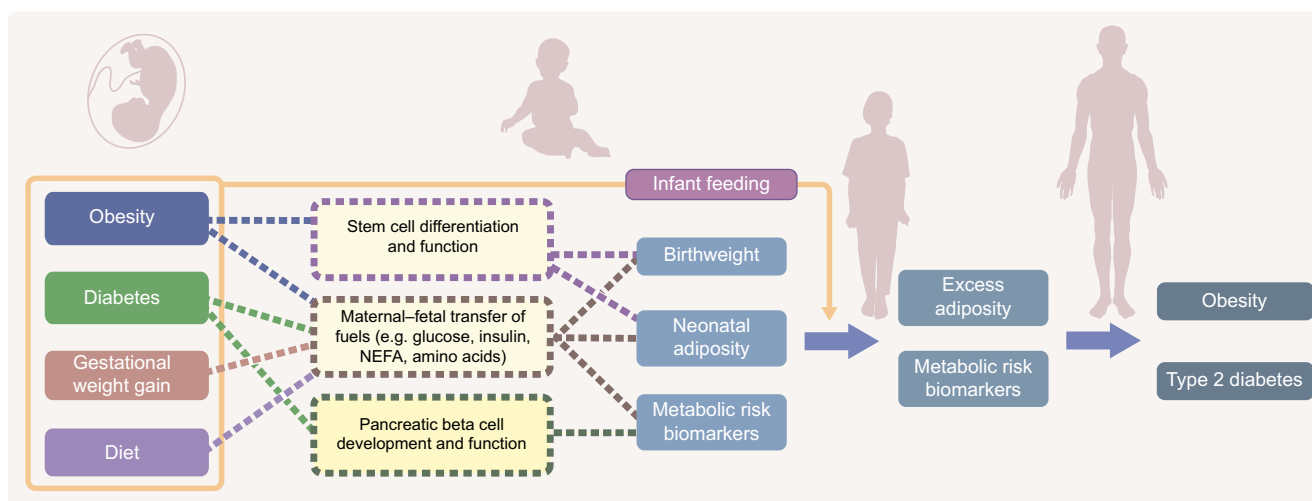 Infant feeding
Obesity
Diabetes
Gestational
weight gain
Diet
Stem cell differentiation
and function
Maternal–fetal transfer of
fuels (e.g. glucose, insulin,
NEFA, amino acids)
Pancreatic beta cell
development and function
Birthweight
Neonatal
adiposity
Metabolic risk
biomarkers
Excess
adiposity
Metabolic risk
biomarkers
Obesity
Type 2 diabetes